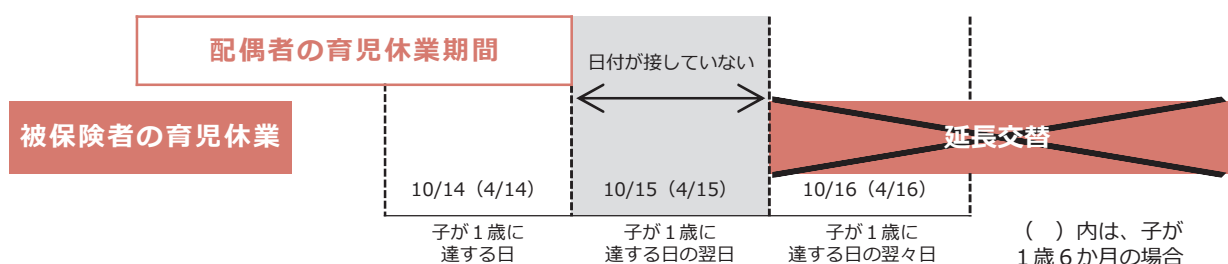 配偶者の育児休業期間
日付が接していない
被保険者の育児休業
延長交替
10/14（4/14）
10/15（4/15）
10/16（4/16）
子が１歳に
達する日
子が１歳に
達する日の翌日
子が１歳に
達する日の翌々日
（　）内は、子が
１歳６か月の場合